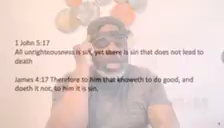 1 John 5:17
All unrighteousness is sin, yet there is sin that does not lead to
death
James 4:17 Therefore to him that knoweth to do good, and
doeth it not, to him it is sin.